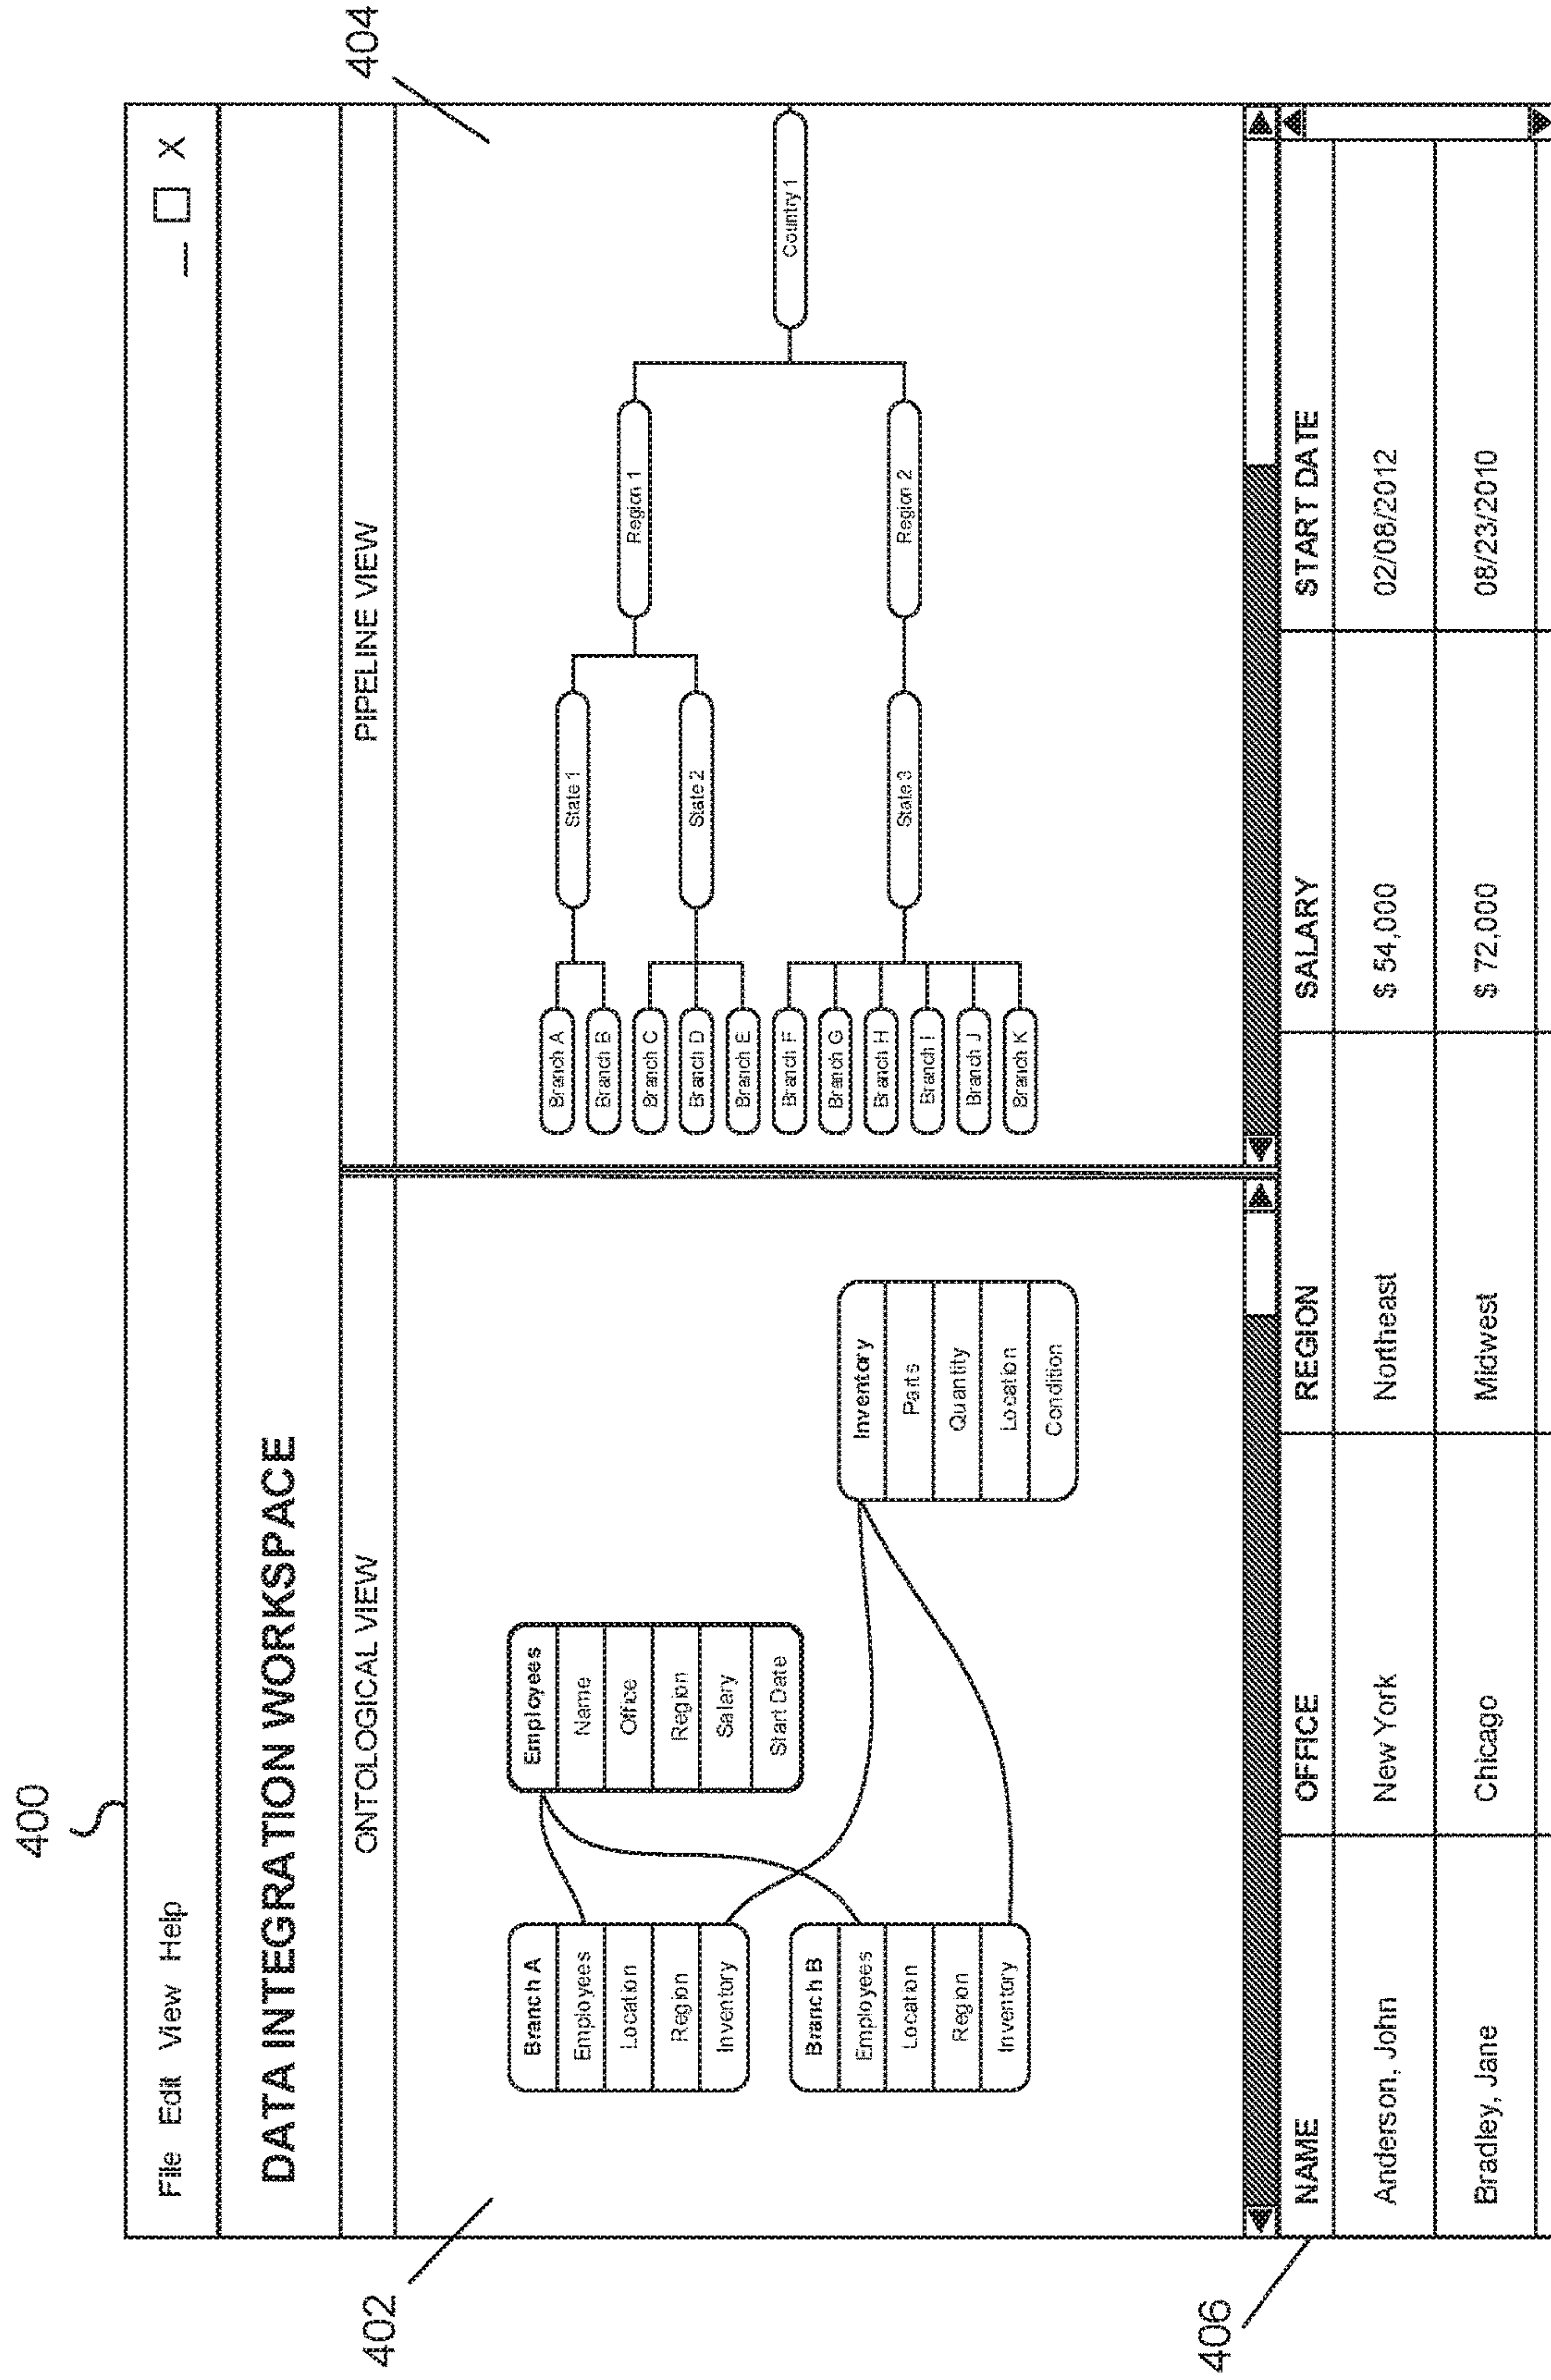 400
File Edit View Help
_ □ X
DATA INTEGRATION WORKSPACE
ONTOLOGICAL VIEW
402
Branch A
Employees
Location
Region
Inventory
Branch B
Employees
Location
Region
Inventory
Employees
Name
Office
Region
Salary
Start Date
Inventory
Parts
Quantity
Location
Condition
PIPELINE VIEW
404
Branch A
Branch B
Branch C
Branch D
Branch E
Branch F
Branch G
Branch H
Branch I
Branch J
Branch K
State 1
State 2
State 3
Region 1
Region 2
Country 1
406
NAME OFFICE REGION SALARY START DATE
Anderson, John New York Northeast $ 54,000 02/08/2012
Bradley, Jane Chicago Midwest $ 72,000 08/23/2010